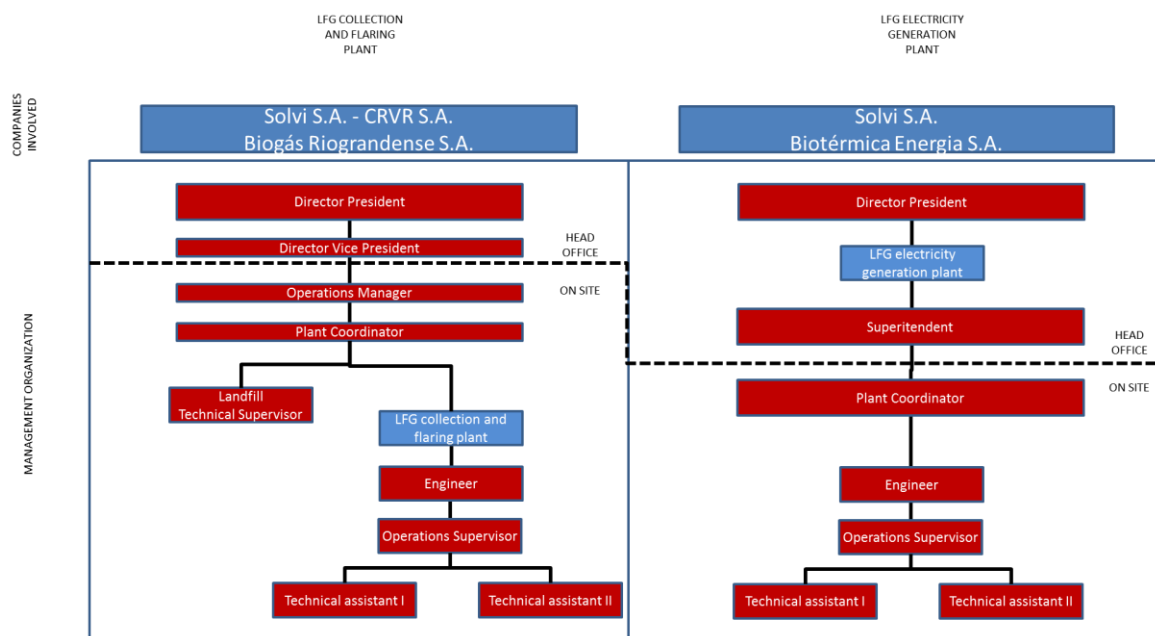 LFG COLLECTION
AND FLARING
PLANT
LFG ELECTRICITY
GENERATION
PLANT
COMPANIES
INVOLVED
Solvi S.A. - CRVR S.A.
Biogás Riograndense S.A.
Solvi S.A.
Biotérmica Energia S.A.
MANAGEMENT ORGANIZATION
Director President
Director Vice President
HEAD
OFFICE
ON SITE
Operations Manager
Plant Coordinator
Landfill
Technical Supervisor
LFG collection and
flaring plant
Engineer
Operations Supervisor
Technical assistant I
Technical assistant II
Director President
LFG electricity
generation plant
Superitendent
HEAD
OFFICE
ON SITE
Plant Coordinator
Engineer
Operations Supervisor
Technical assistant I
Technical assistant II